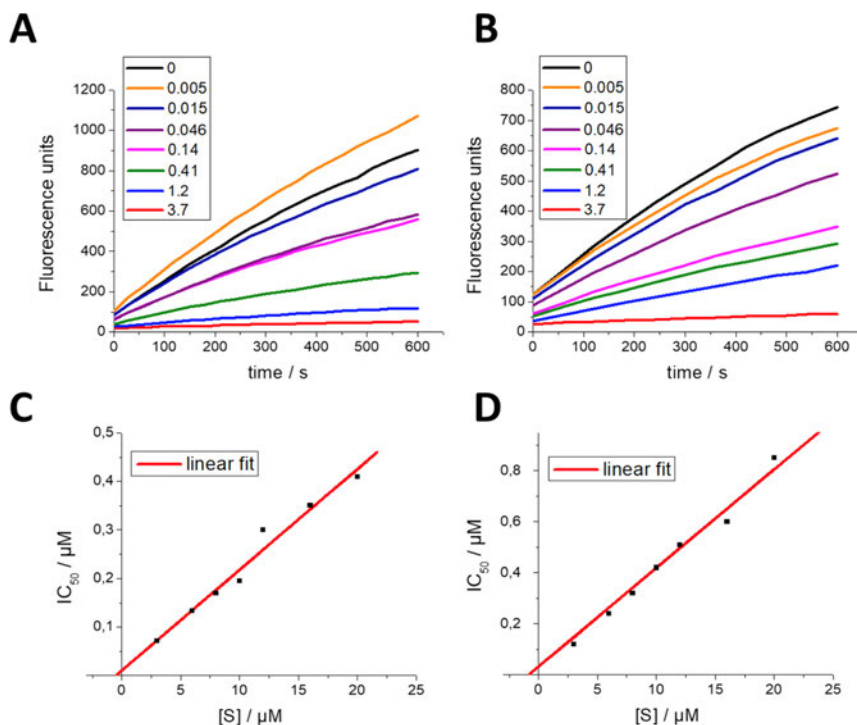 A
Fluorescence units
1200
1000
800
600
400
200
0
0
0.005
0.015
0.046
0.14
0.41
1.2
3.7
0 100 200 300 400 500 600
time / s
B
Fluorescence units
800
700
600
500
400
300
200
100
0
0
0.005
0.015
0.046
0.14
0.41
1.2
3.7
0 100 200 300 400 500 600
time / s
C
IC50 / µM
0,5
0,4
0,3
0,2
0,1
linear fit
0 5 10 15 20 25
[S] / µM
D
IC50 / µM
0,8
0,6
0,4
0,2
linear fit
0 5 10 15 20 25
[S] / µM